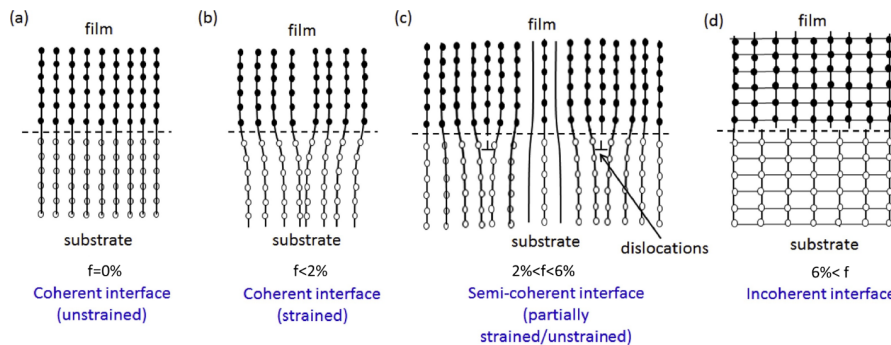 (a)
film
substrate
f=0%
Coherent interface
(unstrained)
(b)
film
substrate
f<2%
Coherent interface
(strained)
(c)
film
dislocations
substrate
2%<f<6%
Semi-coherent interface
(partially
strained/unstrained)
(d)
film
substrate
6%< f
Incoherent interface